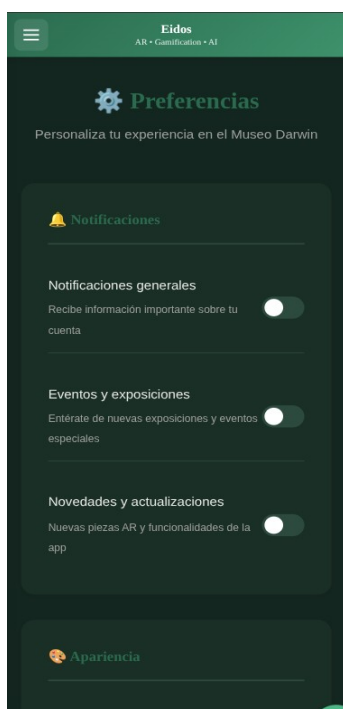 Eidos
AR • Gamification • AI
⚙️ Preferencias
Personaliza tu experiencia en el Museo Darwin
🔔 Notificaciones
Notificaciones generales
Recibe información importante sobre tu
cuenta
Eventos y exposiciones
Entérate de nuevas exposiciones y eventos
especiales
Novedades y actualizaciones
Nuevas piezas AR y funcionalidades de la
app
🎨 Apariencia